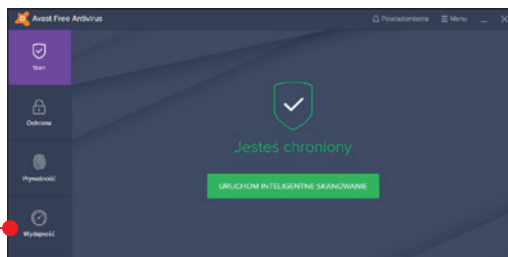 Avast Free Antivirus
Powiadomienia
Menu
Stan
Jesteś chroniony
Ochrona
URUCHOM INTELIGENTNE SKANOWANIE
Prywatność
Wydajność